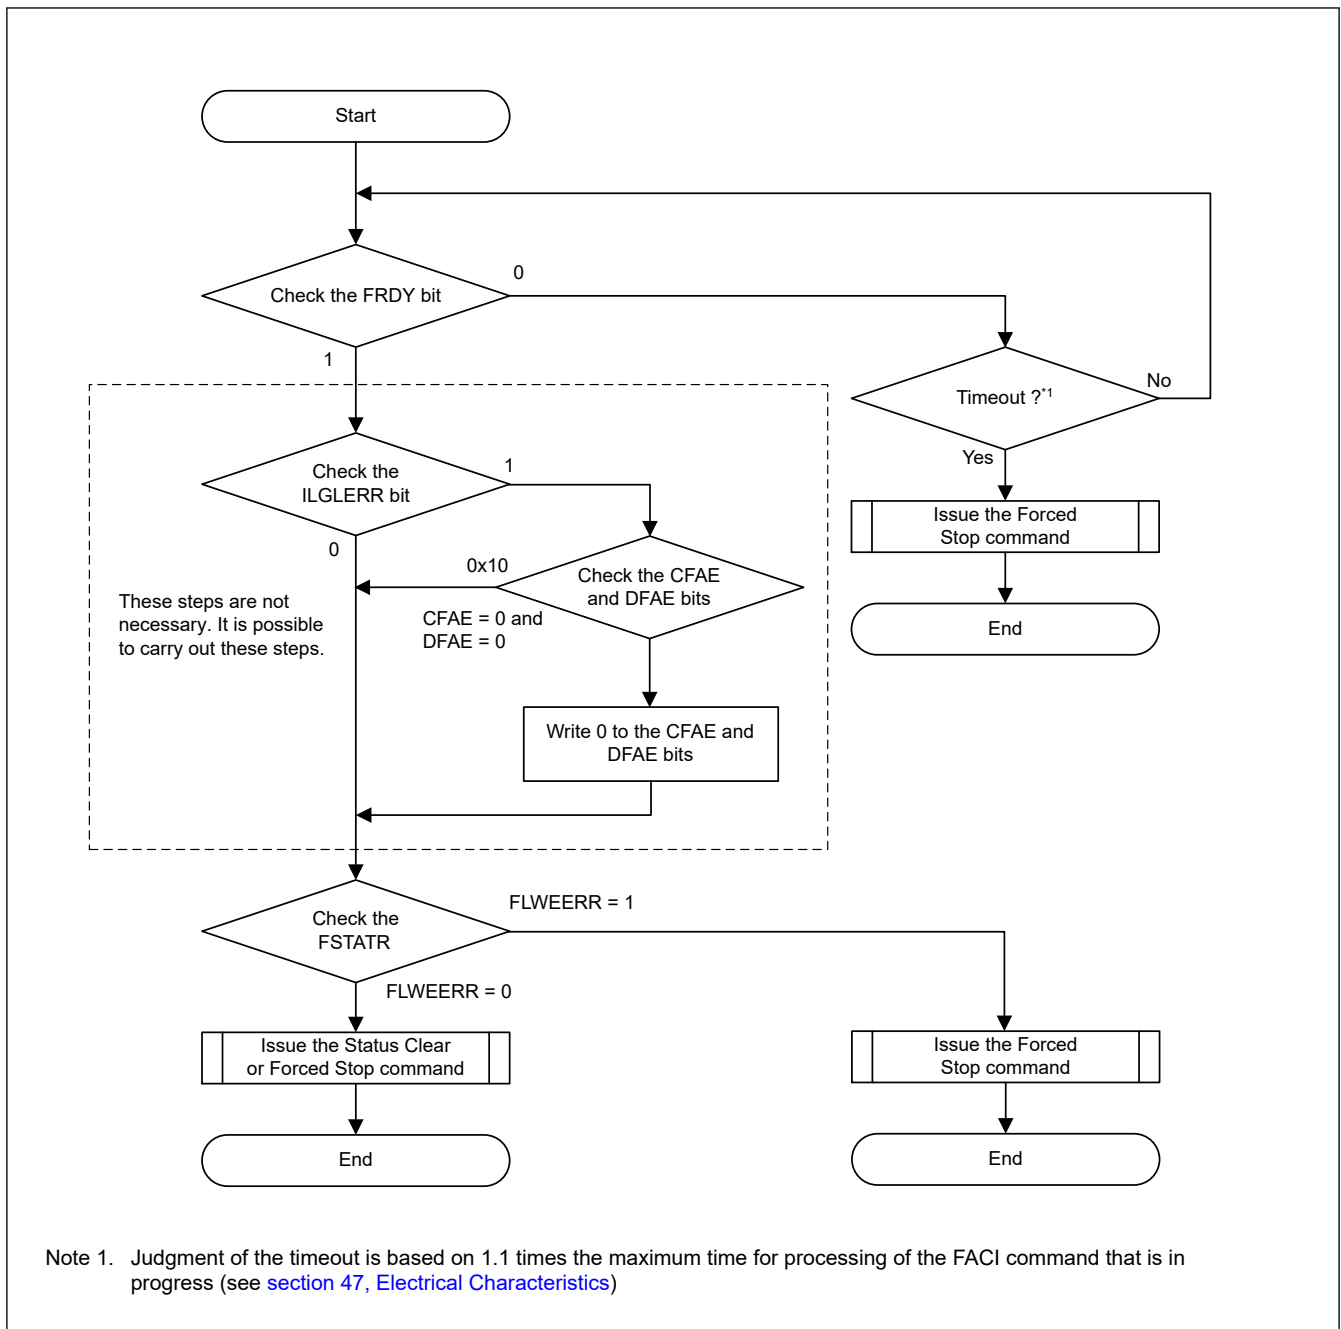 Start
0
Check the FRDY bit
1
Timeout ?*1
No
Yes
Check the
ILGLERR bit
1
0
Issue the Forced
Stop command
0x10
Check the CFAE
and DFAE bits
CFAE = 0 and
DFAE = 0
These steps are not
necessary. It is possible
to carry out these steps.
End
Write 0 to the CFAE and
DFAE bits
Check the
FSTATR
FLWEERR = 1
FLWEERR = 0
Issue the Status Clear
or Forced Stop command
Issue the Forced
Stop command
End
End
Note 1. Judgment of the timeout is based on 1.1 times the maximum time for processing of the FACI command that is in
progress (see section 47, Electrical Characteristics)